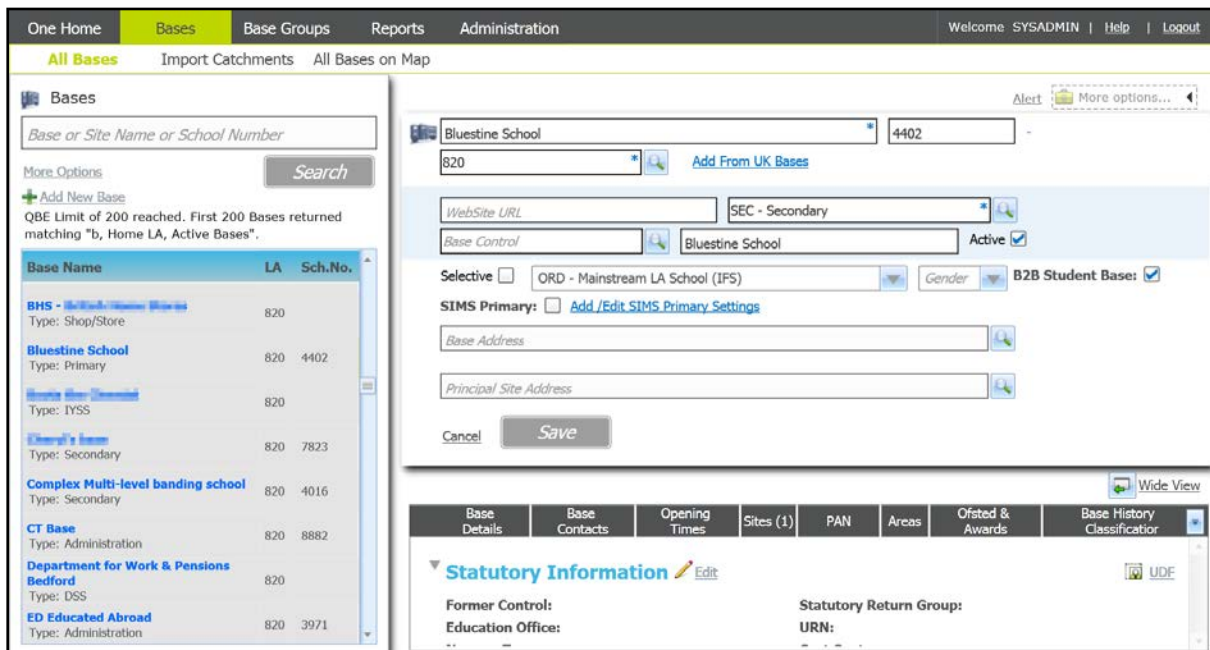 One Home Bases Base Groups Reports Administration Welcome SYSADMIN | Help | Logout
All Bases Import Catchments All Bases on Map
Bases
Base or Site Name or School Number
More Options Search
Add New Base
QBE Limit of 200 reached. First 200 Bases returned
matching "b, Home LA, Active Bases".
Base Name LA Sch.No.
BHS -
Type: Shop/Store 820
Bluestine School
Type: Primary 820 4402
Type: IYSS 820
Type: Secondary 820 7823
Complex Multi-level banding school
Type: Secondary 820 4016
CT Base
Type: Administration 820 8882
Department for Work & Pensions
Bedford 820
Type: DSS
ED Educated Abroad
Type: Administration 820 3971
Alert More options...
Bluestine School * 4402 -
820 * Add From UK Bases
WebSite URL SEC - Secondary *
Base Control Bluestine School Active
Selective ORD - Mainstream LA School (IFS) Gender B2B Student Base:
SIMS Primary: Add /Edit SIMS Primary Settings
Base Address
Principal Site Address
Cancel Save
Wide View
Base Details Base Contacts Opening Times Sites (1) PAN Areas Ofsted & Awards Base History Classification
Statutory Information Edit UDF
Former Control: Statutory Return Group:
Education Office: URN: